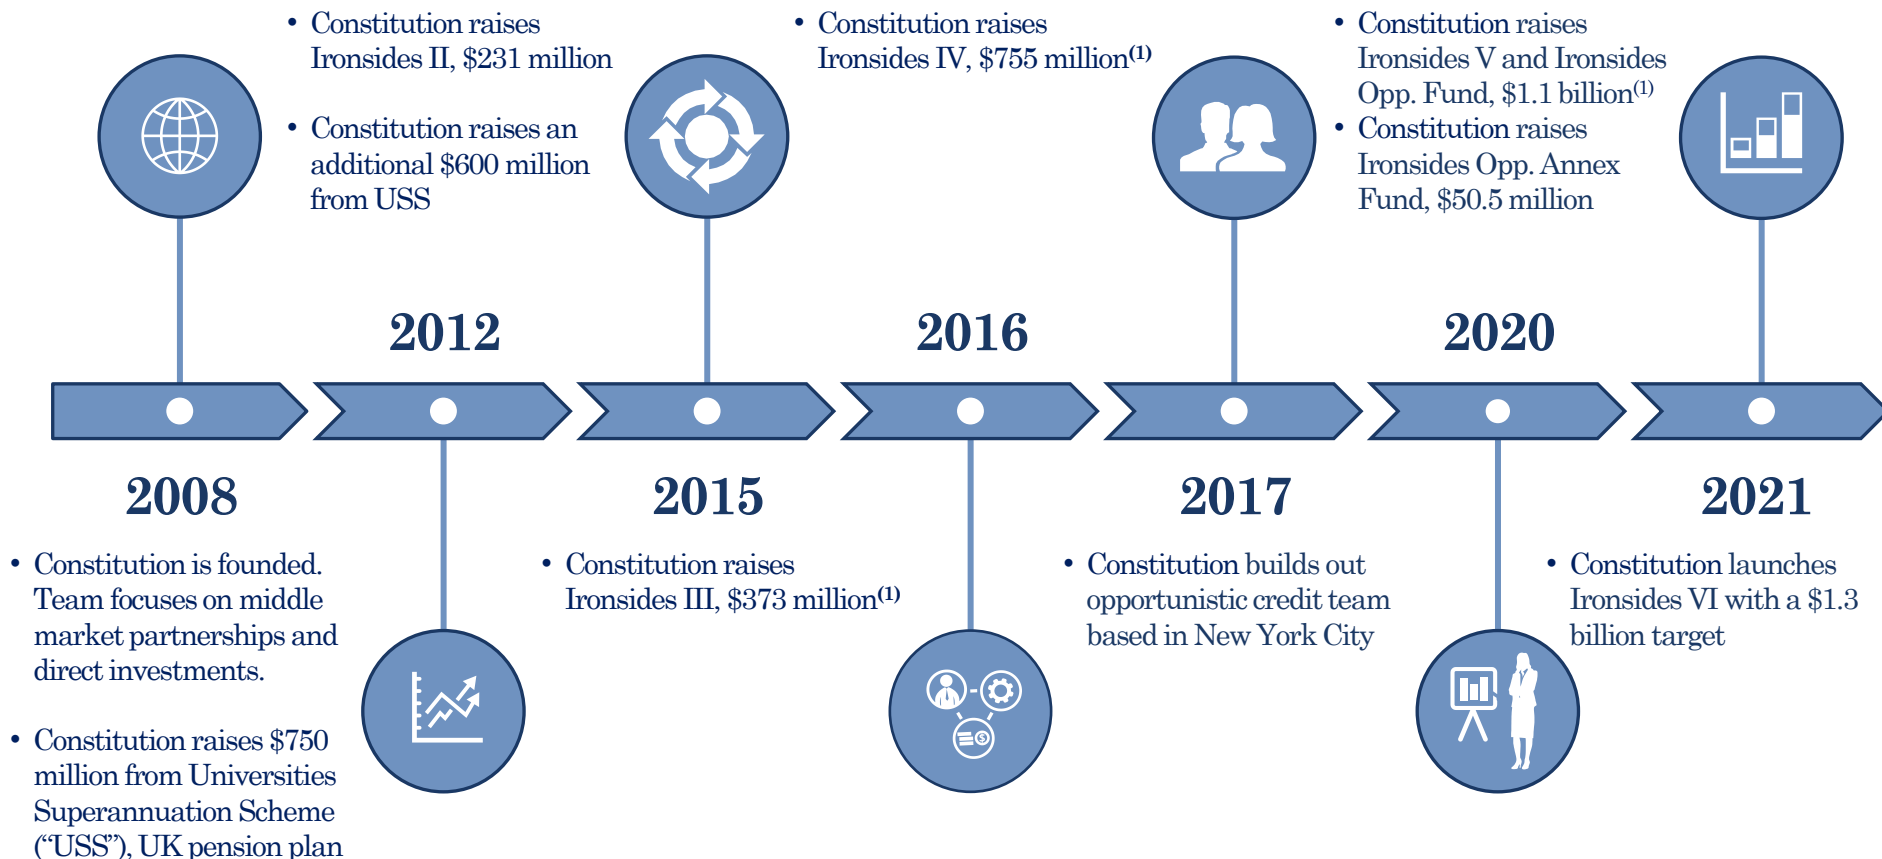 • Constitution raises
Ironsides II, $231 million
• Constitution raises an
additional $600 million
from USS
• Constitution raises
Ironsides IV, $755 million(1)
• Constitution raises
Ironsides V and Ironsides
Opp. Fund, $1.1 billion(1)
• Constitution raises
Ironsides Opp. Annex
Fund, $50.5 million
2012
2016
2020
2008
2015
2017
2021
• Constitution is founded.
Team focuses on middle
market partnerships and
direct investments.
• Constitution raises $750
million from Universities
Superannuation Scheme
(“USS”), UK pension plan
• Constitution raises
Ironsides III, $373 million(1)
• Constitution builds out
opportunistic credit team
based in New York City
• Constitution launches
Ironsides VI with a $1.3
billion target
$